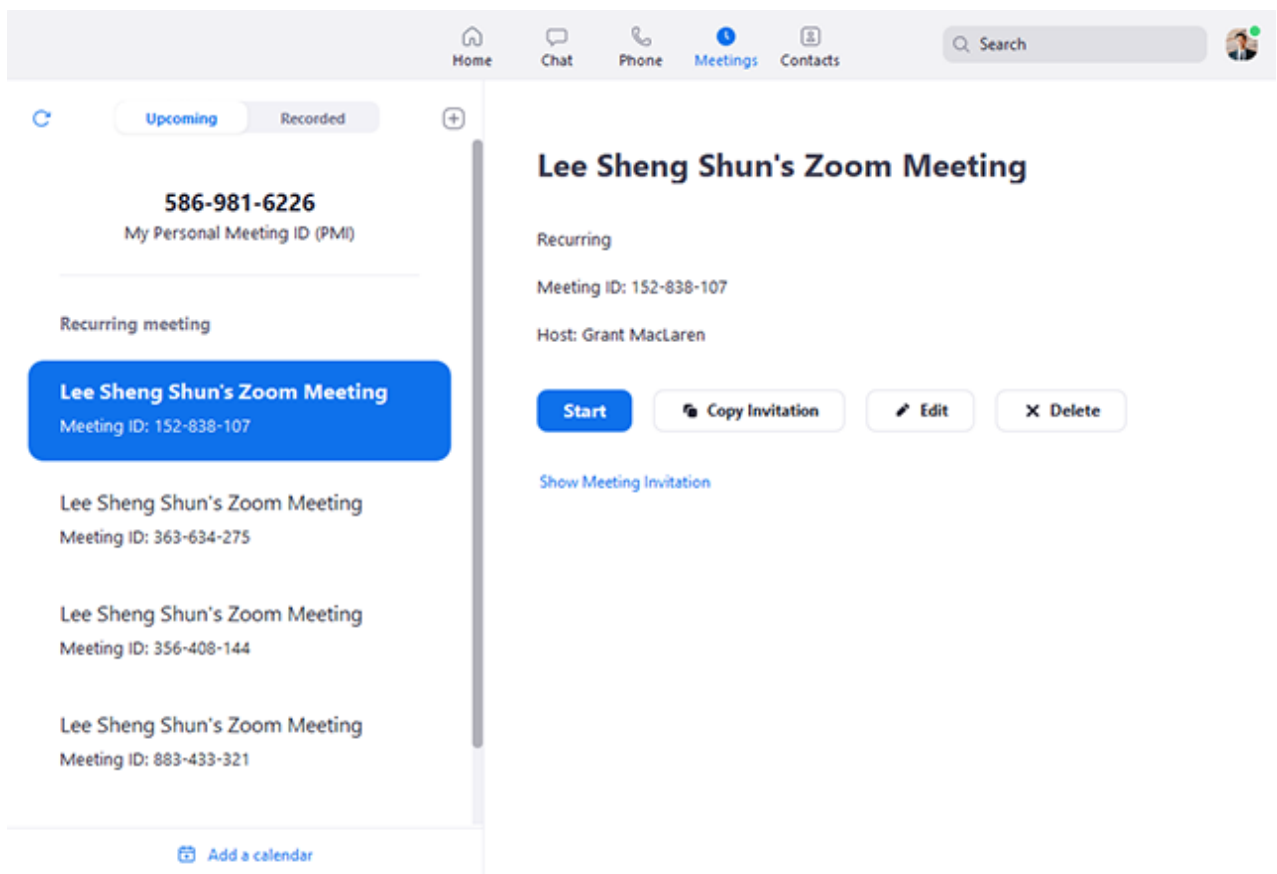 Home Chat Phone Meetings Contacts Search
Upcoming Recorded
586-981-6226
My Personal Meeting ID (PMI)
Recurring meeting
Lee Sheng Shun's Zoom Meeting
Meeting ID: 152-838-107
Lee Sheng Shun's Zoom Meeting
Meeting ID: 363-634-275
Lee Sheng Shun's Zoom Meeting
Meeting ID: 356-408-144
Lee Sheng Shun's Zoom Meeting
Meeting ID: 883-433-321
Add a calendar
Lee Sheng Shun's Zoom Meeting
Recurring
Meeting ID: 152-838-107
Host: Grant MacLaren
Start Copy Invitation Edit Delete
Show Meeting Invitation